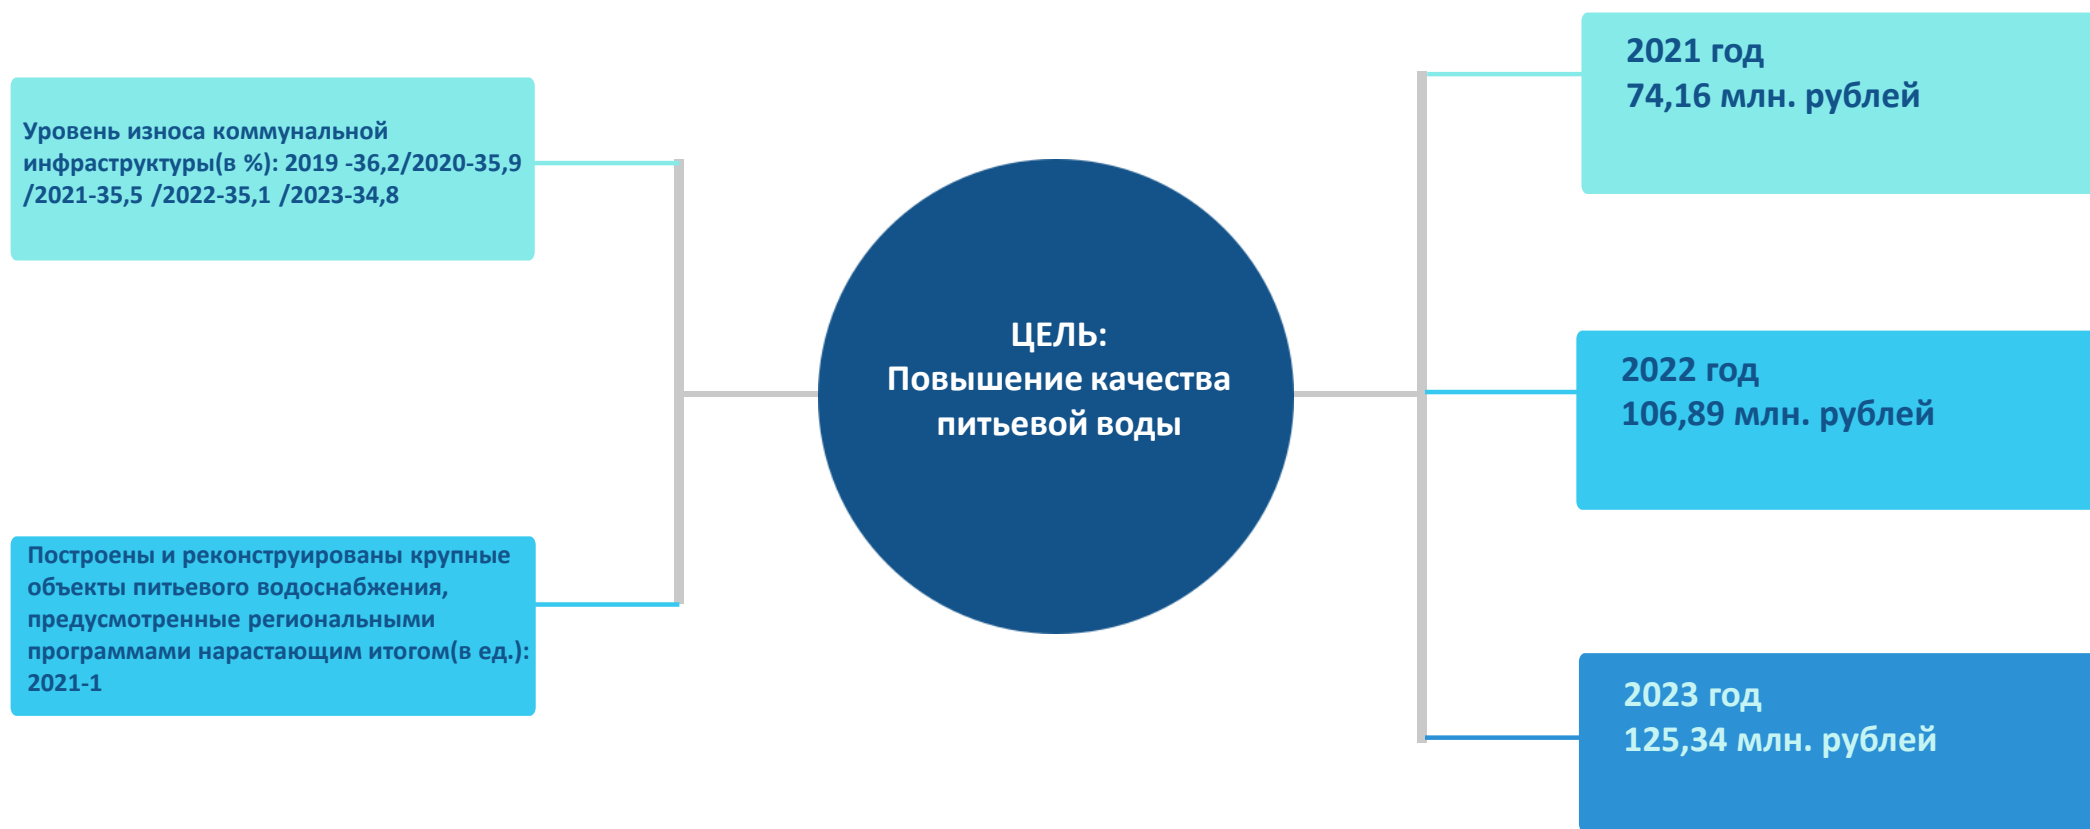 Уровень износа коммунальной
инфраструктуры(в %): 2019 -36,2/2020-35,9
/2021-35,5 /2022-35,1 /2023-34,8
Построены и реконструированы крупные
объекты питьевого водоснабжения,
предусмотренные региональными
программами нарастающим итогом(в ед.):
2021-1
ЦЕЛЬ:
Повышение качества
питьевой воды
2021 год
74,16 млн. рублей
2022 год
106,89 млн. рублей
2023 год
125,34 млн. рублей